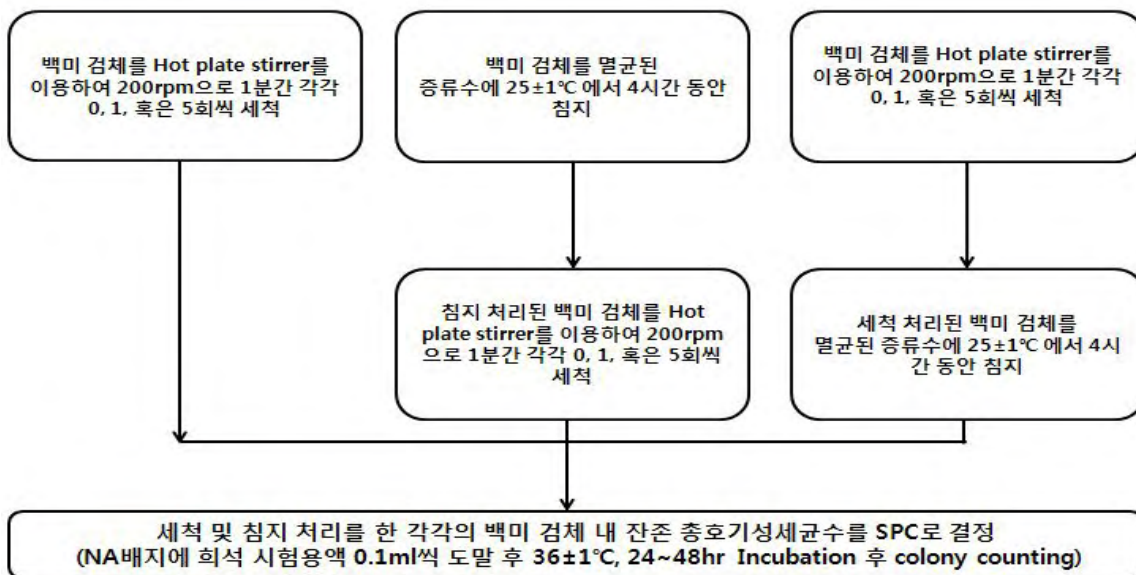 백미 검체를 Hot plate stirrer를
이용하여 200rpm으로 1분간 각각
0, 1, 혹은 5회씩 세척
백미 검체를 멸균된
증류수에 25±1℃ 에서 4시간 동안
침지
백미 검체를 Hot plate stirrer를
이용하여 200rpm으로 1분간 각각
0, 1, 혹은 5회씩 세척
침지 처리된 백미 검체를 Hot
plate stirrer를 이용하여 200rpm
으로 1분간 각각 0, 1, 혹은 5회씩
세척
세척 처리된 백미 검체를
멸균된 증류수에 25±1℃ 에서 4시
간 동안 침지
세척 및 침지 처리를 한 각각의 백미 검체 내 잔존 총호기성세균수를 SPC로 결정
(NA배지에 희석 시험용액 0.1ml씩 도말 후 36±1℃, 24~48hr Incubation 후 colony counting)